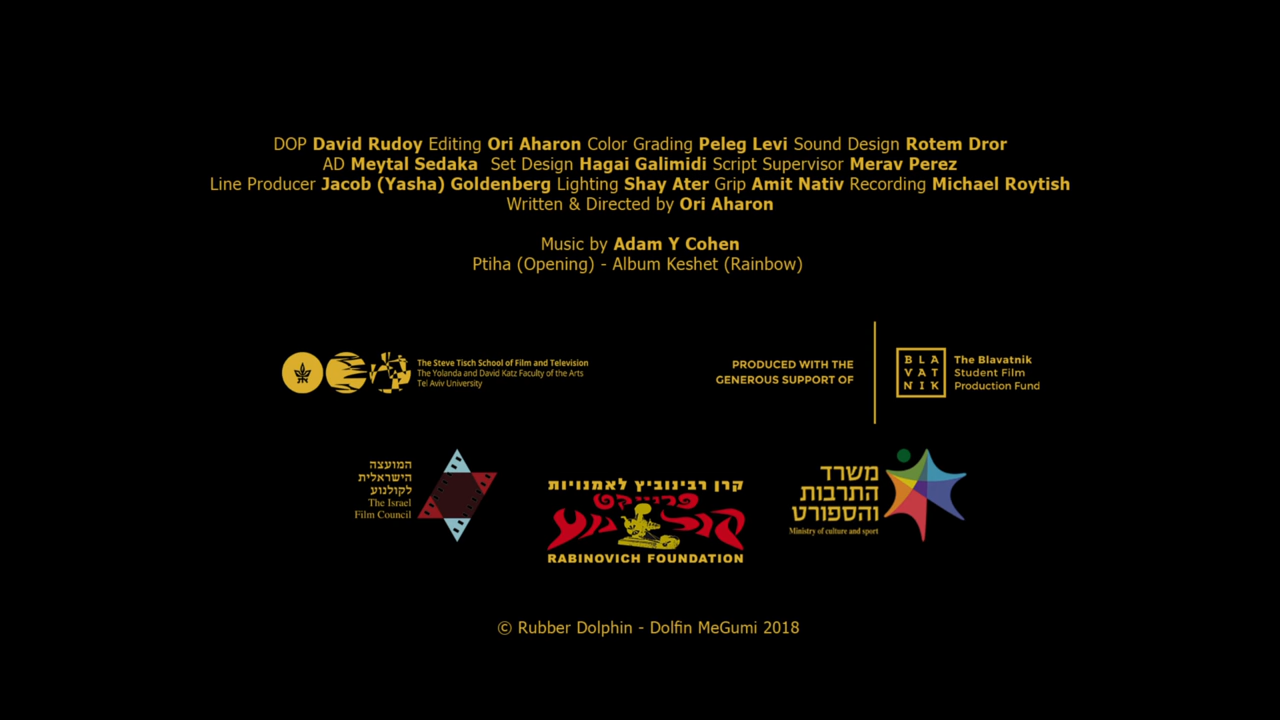 DOP David Rudoy Editing Ori Aharon Color Grading Peleg Levi Sound Design Rotem Dror
AD Meytal Sedaka Set Design Hagai Galimidi Script Supervisor Merav Perez
Line Producer Jacob (Yasha) Goldenberg Lighting Shay Ater Grip Amit Nativ Recording Michael Roytish
Written & Directed by Ori Aharon
Music by Adam Y Cohen
Ptiha (Opening) - Album Keshet (Rainbow)
The Steve Tisch School of Film and Television
The Yolanda and David Katz Faculty of the Arts
Tel Aviv University
PRODUCED WITH THE
GENEROUS SUPPORT OF
BLA
VAT
NIK
The Blavatnik
Student Film
Production Fund
המועצה
הישראלית
לקולנוע
The Israel
Film Council
קרן רבינוביץ לאמנויות
פרוייקט
קולנוע
RABINOVICH FOUNDATION
משרד
התרבות
והספורט
Ministry of culture and sport
© Rubber Dolphin - Dolfin MeGumi 2018